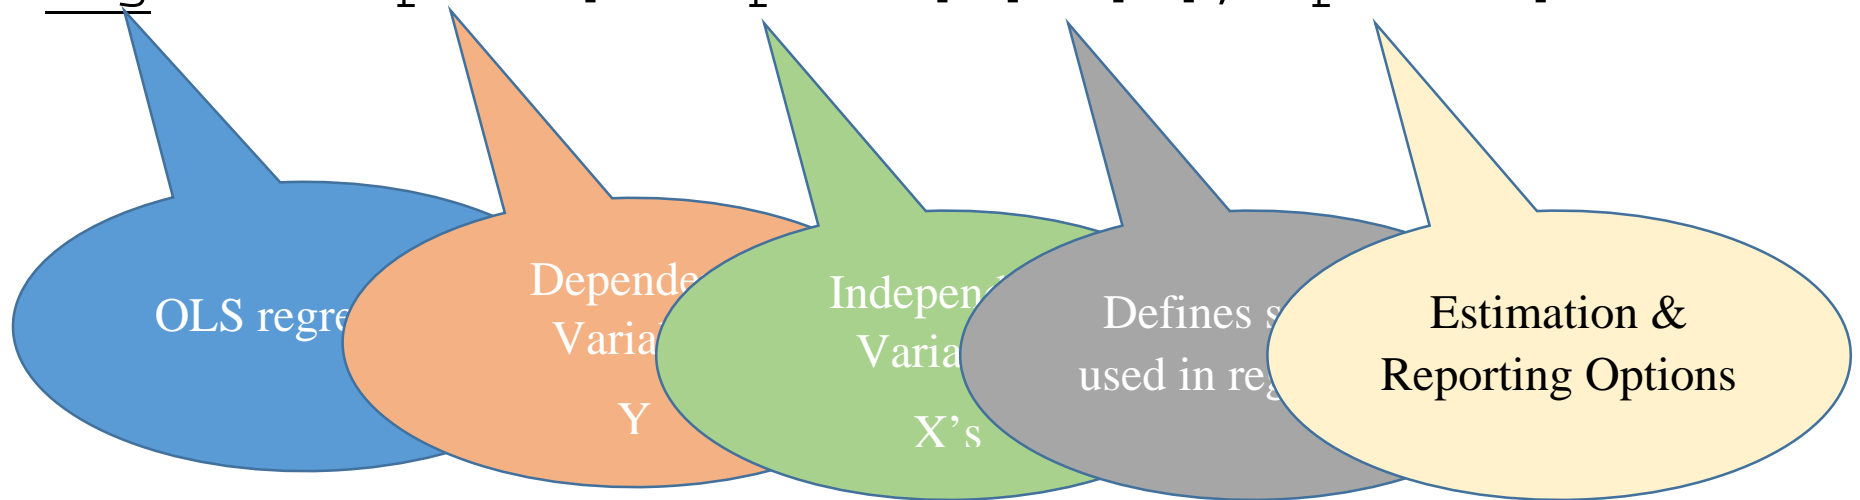 OLS regre
Depende
Varia
Y
Indepen
Varia
X’s
Defines s
used in reg
Estimation &
Reporting Options